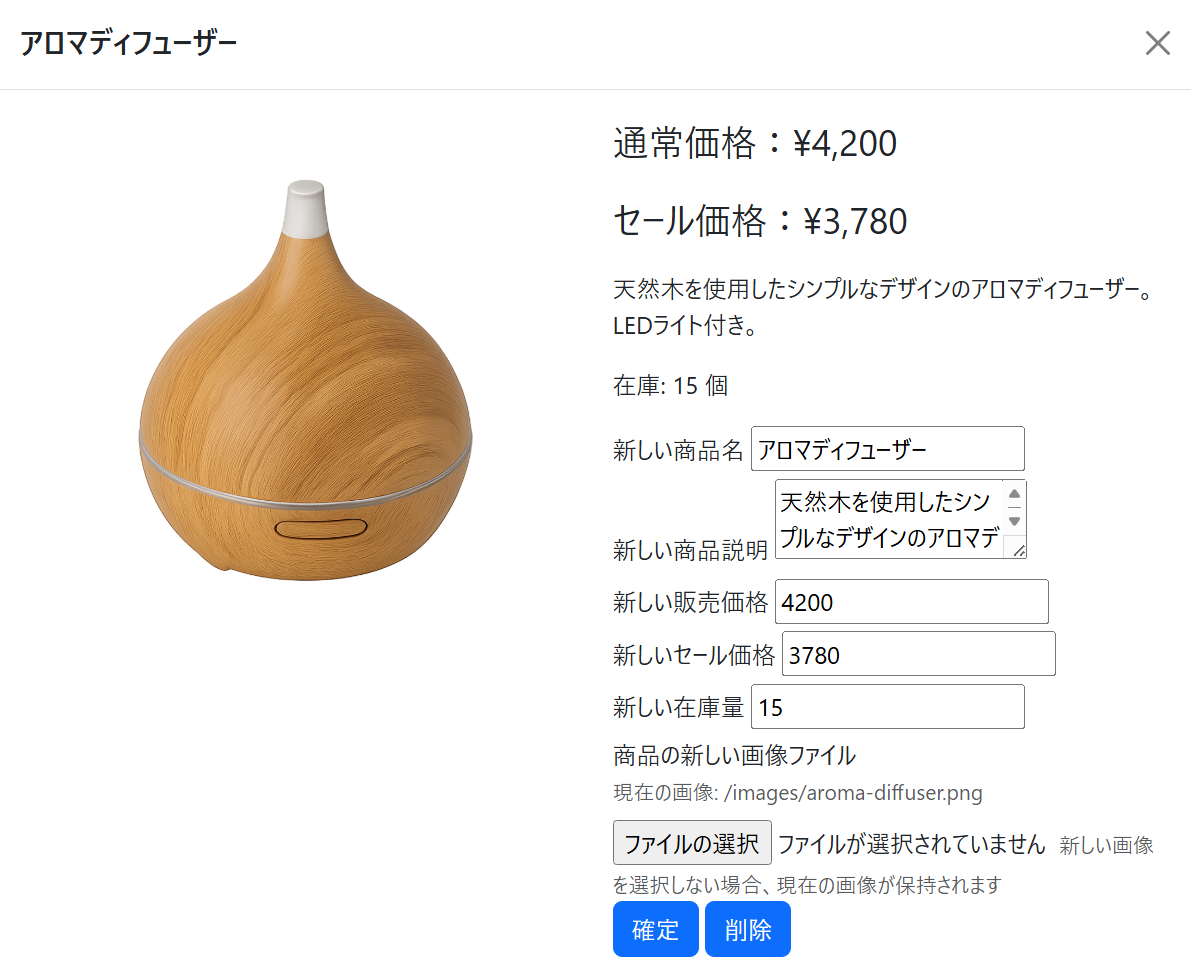 アロマディフューザー
通常価格：¥4,200
セール価格：¥3,780
天然木を使用したシンプルなデザインのアロマディフューザー。
LEDライト付き。
在庫: 15 個
新しい商品名 アロマディフューザー
天然木を使用したシン
プルなデザインのアロマデ
新しい商品説明
新しい販売価格 4200
新しいセール価格 3780
新しい在庫量 15
商品の新しい画像ファイル
現在の画像: /images/aroma-diffuser.png
ファイルの選択 ファイルが選択されていません 新しい画像
を選択しない場合、現在の画像が保持されます
確定 削除